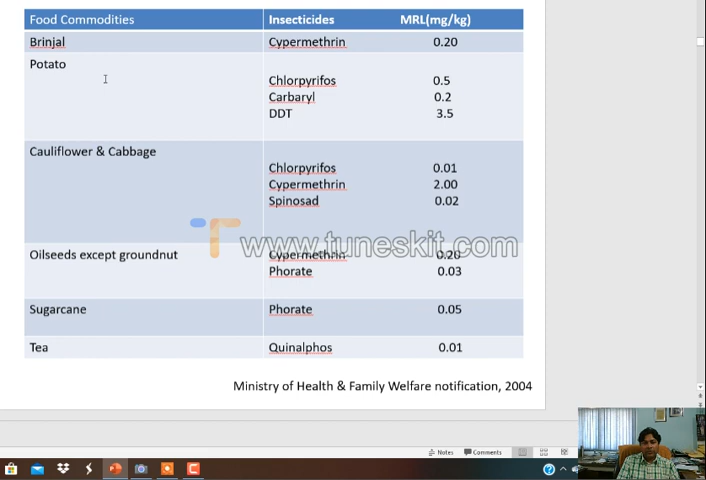 Food Commodities Insecticides MRL(mg/kg)
Brinjal Cypermethrin 0.20
Potato
Chlorpyrifos 0.5
Carbaryl 0.2
DDT 3.5
Cauliflower & Cabbage
Chlorpyrifos 0.01
Cypermethrin 2.00
Spinosad 0.02
www.tuneskit.com
Oilseeds except groundnut Cypermethrin 0.20
Phorate 0.03
Sugarcane Phorate 0.05
Tea Quinalphos 0.01
Ministry of Health & Family Welfare notification, 2004
Notes Comments